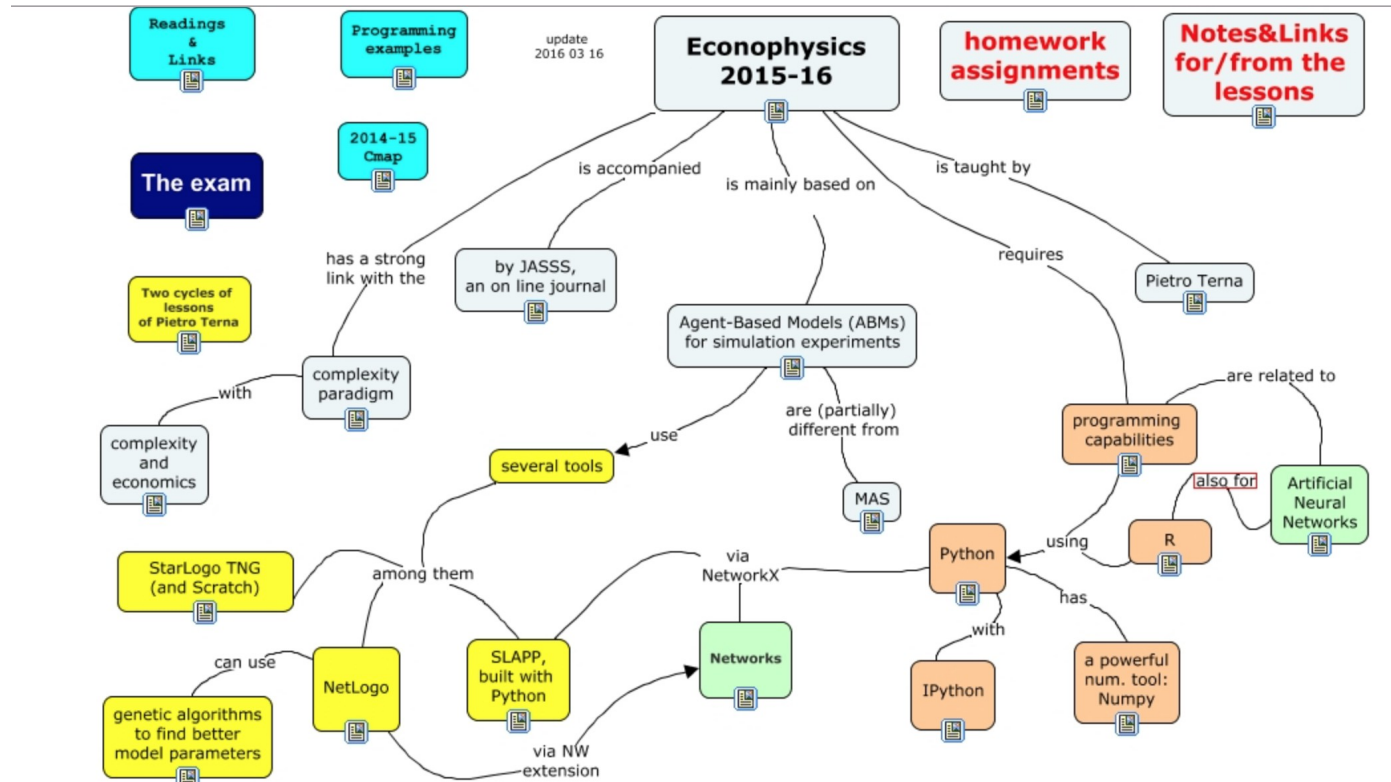 Readings
&
Links
Programming
examples
update
2016 03 16
Econophysics
2015-16
homework
assignments
Notes&Links
for/from the
lessons
The exam
2014-15
Cmap
is accompanied
is mainly based on
is taught by
has a strong
link with the
by JASSS,
an on line journal
requires
Pietro Terna
Two cycles of
lessons
of Pietro Terna
Agent-Based Models (ABMs)
for simulation experiments
complexity
paradigm
with
are related to
are (partially)
different from
programming
capabilities
complexity
and
economics
use
several tools
MAS
also for
Artificial
Neural
Networks
StarLogo TNG
(and Scratch)
among them
via
NetworkX
Python
using
R
has
with
can use
NetLogo
SLAPP,
built with
Python
Networks
IPython
a powerful
num. tool:
Numpy
genetic algorithms
to find better
model parameters
via NW
extension